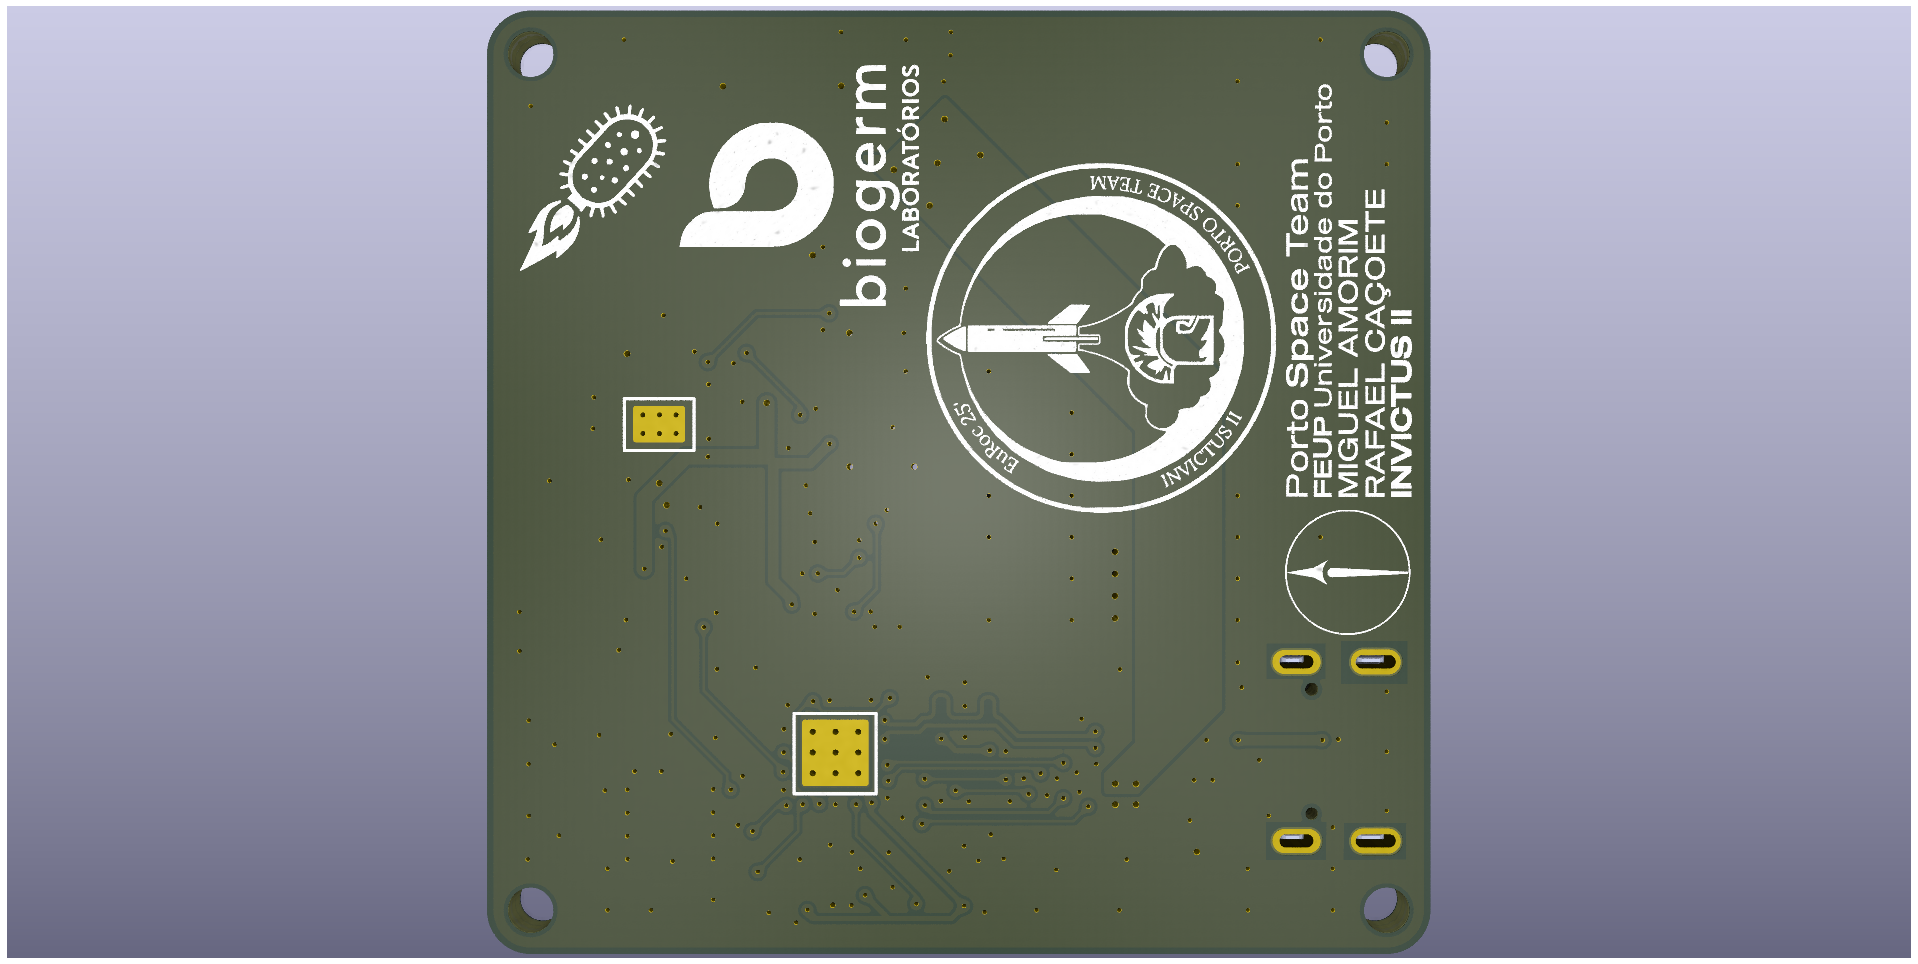 biogerm
LABORATÓRIOS
PORTO SPACE TEAM
EuRoc 25'
INVICTUS II
Porto Space Team
FEUP Universidade do Porto
MIGUEL AMORIM
RAFAEL CAÇOETE
INVICTUS II